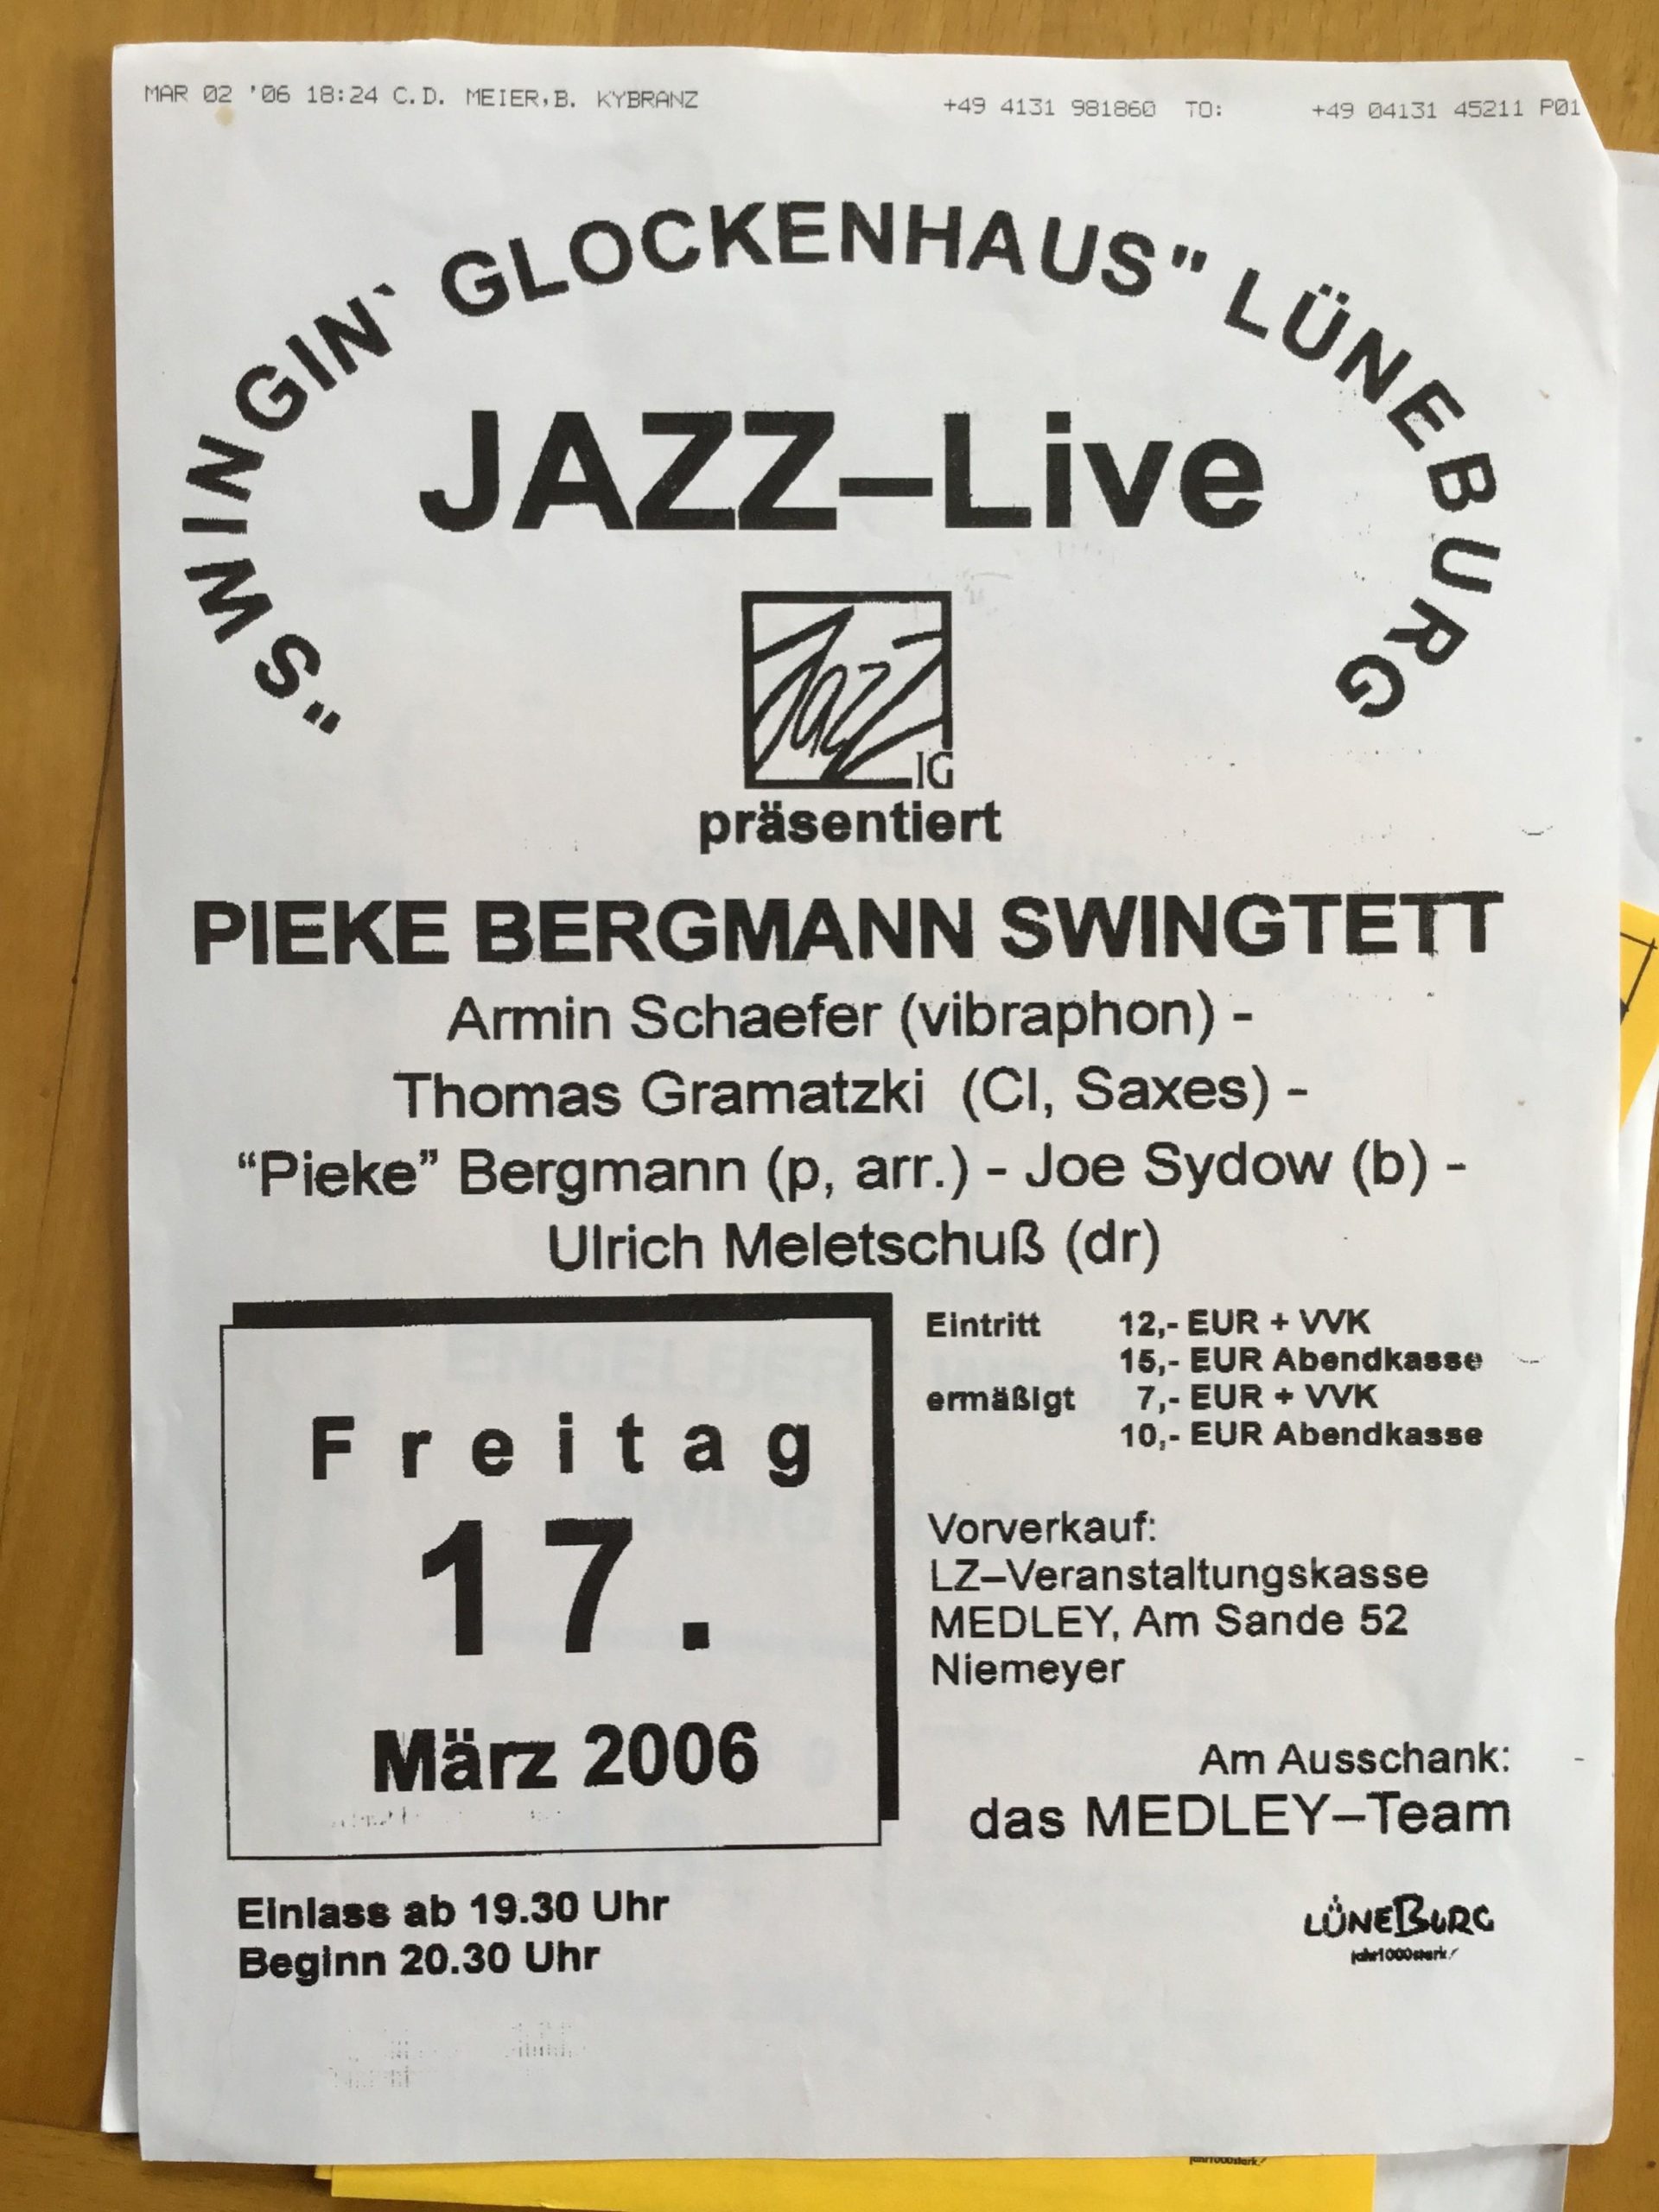 MAR 02 '06 18:24 C.D. MEIER,B. KYBRANZ +49 4131 981860 TO: +49 04131 45211 P01
"SWINGIN` GLOCKENHAUS" LÜNEBURG
JAZZ–Live
Jazz
IG
präsentiert
PIEKE BERGMANN SWINGTETT
Armin Schaefer (vibraphon) -
Thomas Gramatzki (Cl, Saxes) -
“Pieke” Bergmann (p, arr.) - Joe Sydow (b) -
Ulrich Meletschuß (dr)
Freitag
17.
März 2006
Eintritt 12,- EUR + VVK
15,- EUR Abendkasse
ermäßigt 7,- EUR + VVK
10,- EUR Abendkasse
Vorverkauf:
LZ–Veranstaltungskasse
MEDLEY, Am Sande 52
Niemeyer
Am Ausschank:
das MEDLEY–Team
Einlass ab 19.30 Uhr
Beginn 20.30 Uhr
LÜNEBURG
jahr1000stark!
jahr1000stark!